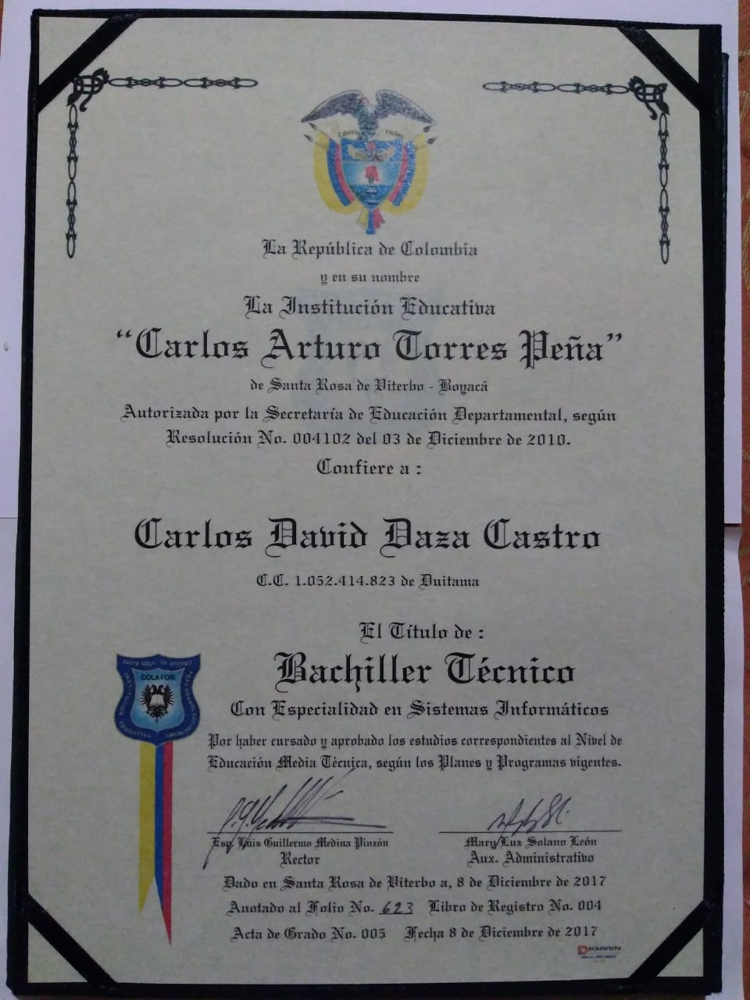 Libertad y Orden
La República de Colombia
y en su nombre
La Institución Educativa
“Carlos Arturo Torres Peña”
de Santa Rosa de Viterbo - Boyacá
Autorizada por la Secretaría de Educación Departamental, según
Resolución No. 004102 del 03 de Diciembre de 2010.
Confiere a :
Carlos David Daza Castro
C.C. 1.052.414.823 de Duitama
El Título de :
Bachiller Técnico
Con Especialidad en Sistemas Informáticos
Por haber cursado y aprobado los estudios correspondientes al Nivel de
Educación Media Técnica, según los Planes y Programas vigentes.
SANTA ROSA DE VITERBO
IDOLA FORI
INSTITUCION EDUCATIVA
Esp. Luis Guillermo Medina Pinzón
Rector
Mary Luz Solano León
Aux. Administrativo
Dado en Santa Rosa de Viterbo a, 8 de Diciembre de 2017
Anotado al Folio No. 623 Libro de Registro No. 004
Acta de Grado No. 005 Fecha 8 de Diciembre de 2017
DIGRAIN